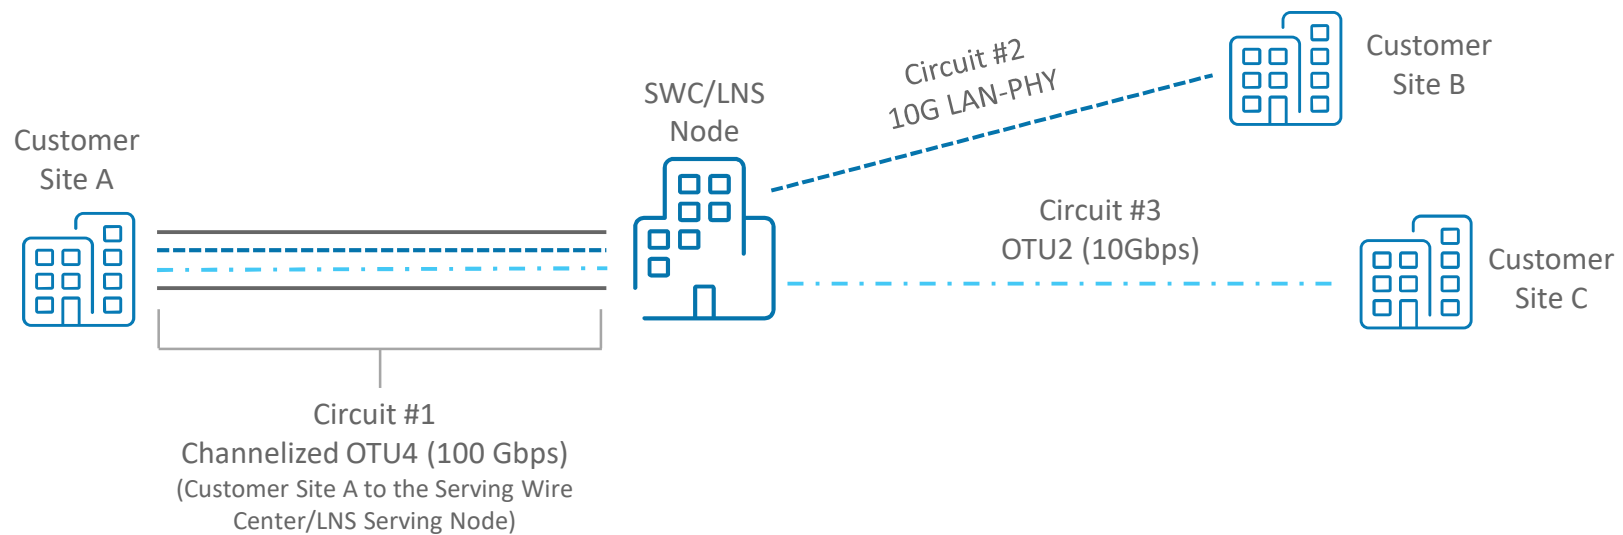 Customer
Site A
SWC/LNS
Node
Circuit #2
10G LAN-PHY
Customer
Site B
Circuit #3
OTU2 (10Gbps)
Customer
Site C
Circuit #1
Channelized OTU4 (100 Gbps)
(Customer Site A to the Serving Wire
Center/LNS Serving Node)